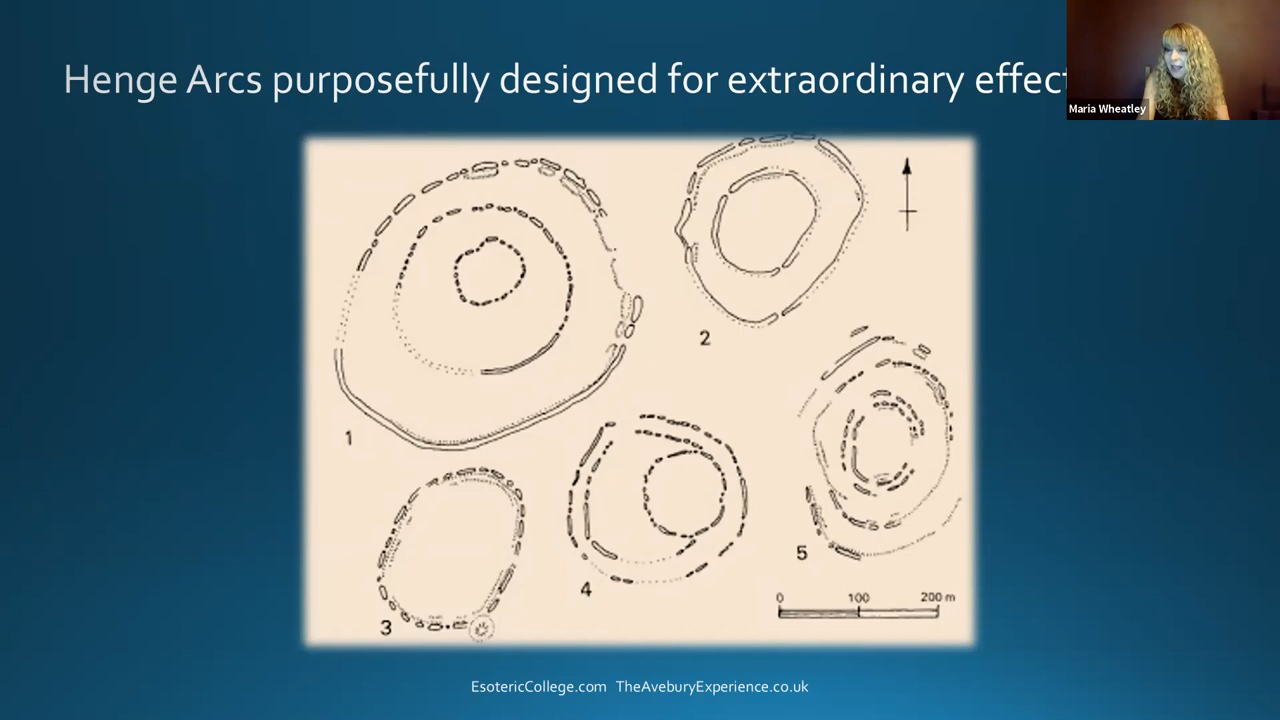 Henge Arcs purposefully designed for extraordinary effect
Maria Wheatley
1
2
3
4
5
0 100 200 m
EsotericCollege.com TheAveburyExperience.co.uk